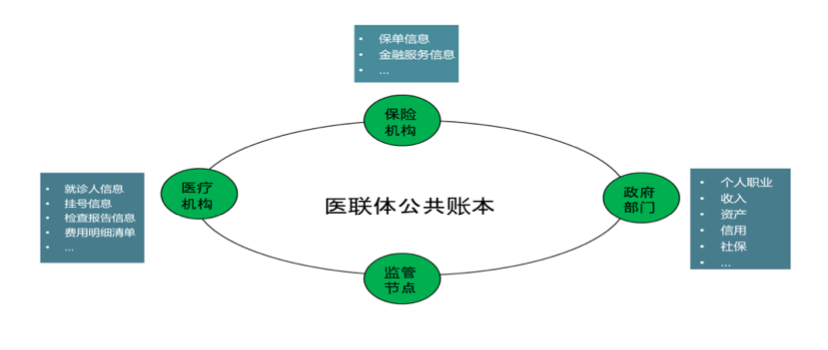 • 保单信息
• 金融服务信息
• ...
保险
机构
• 就诊人信息
• 挂号信息
• 检查报告信息
• 费用明细清单
• ...
医疗
机构
医联体公共账本
政府
部门
• 个人职业
• 收入
• 资产
• 信用
• 社保
• ...
监管
节点